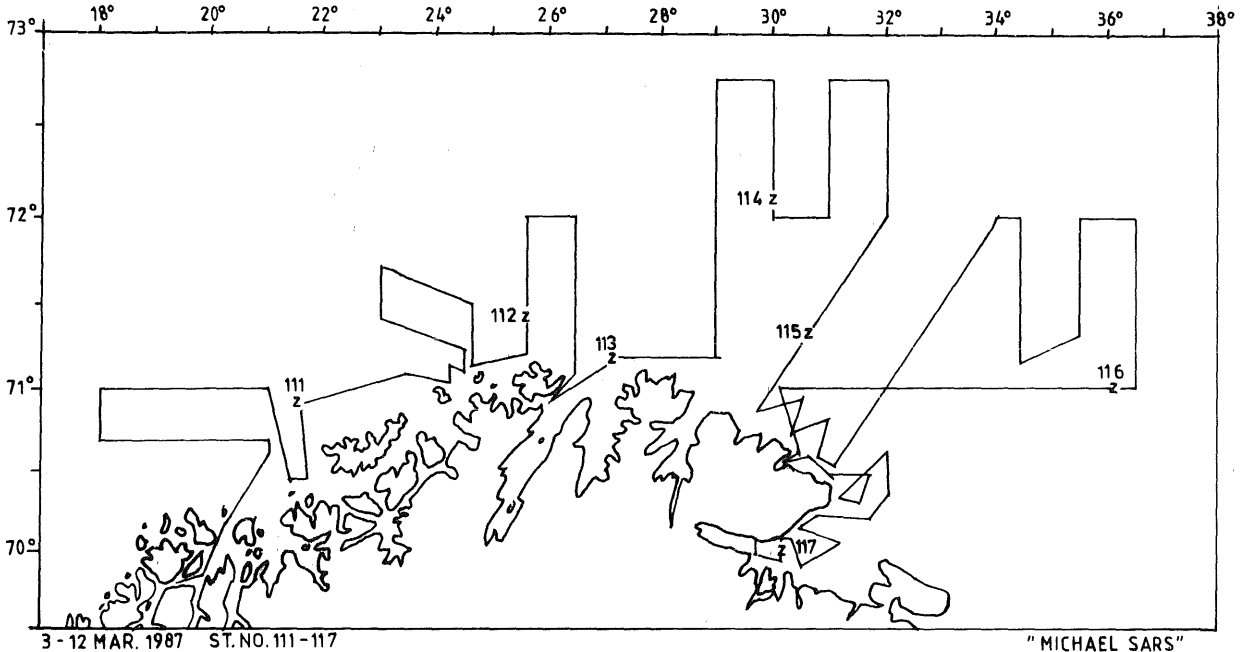 20° 22° 24° 26° 28° 30° 32° 34° 36° 38°
73°
72°
71°
70°
114 z
112 z
113
z
115 z
116
z
111
z
z 117
3 - 12 MAR. 1987 ST. NO. 111-117
"MICHAEL SARS"